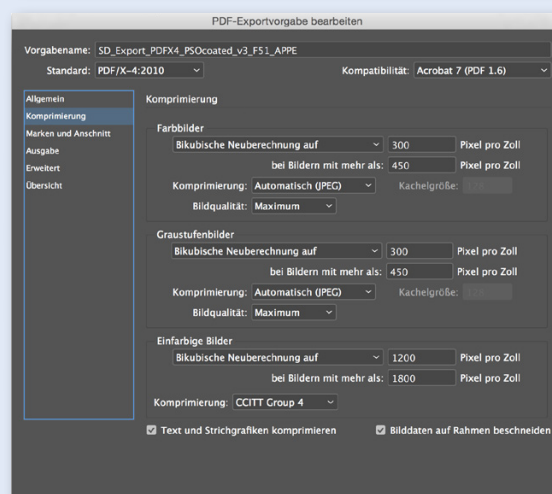 PDF-Exportvorgabe bearbeiten
Vorgabename: SD_Export_PDFX4_PSOcoated_v3_F51_APPE
Standard: PDF/X-4:2010 Kompatibilität: Acrobat 7 (PDF 1.6)
Allgemein
Komprimierung
Marken und Anschnitt
Ausgabe
Erweitert
Übersicht
Komprimierung
Farbbilder
Bikubische Neuberechnung auf 300 Pixel pro Zoll
bei Bildern mit mehr als: 450 Pixel pro Zoll
Komprimierung: Automatisch (JPEG) Kachelgröße: 128
Bildqualität: Maximum
Graustufenbilder
Bikubische Neuberechnung auf 300 Pixel pro Zoll
bei Bildern mit mehr als: 450 Pixel pro Zoll
Komprimierung: Automatisch (JPEG) Kachelgröße:
Bildqualität: Maximum
Einfarbige Bilder
Bikubische Neuberechnung auf 1200 Pixel pro Zoll
bei Bildern mit mehr als: 1800 Pixel pro Zoll
Komprimierung: CCITT Group 4
Text und Strichgrafiken komprimieren Bilddaten auf Rahmen beschneiden